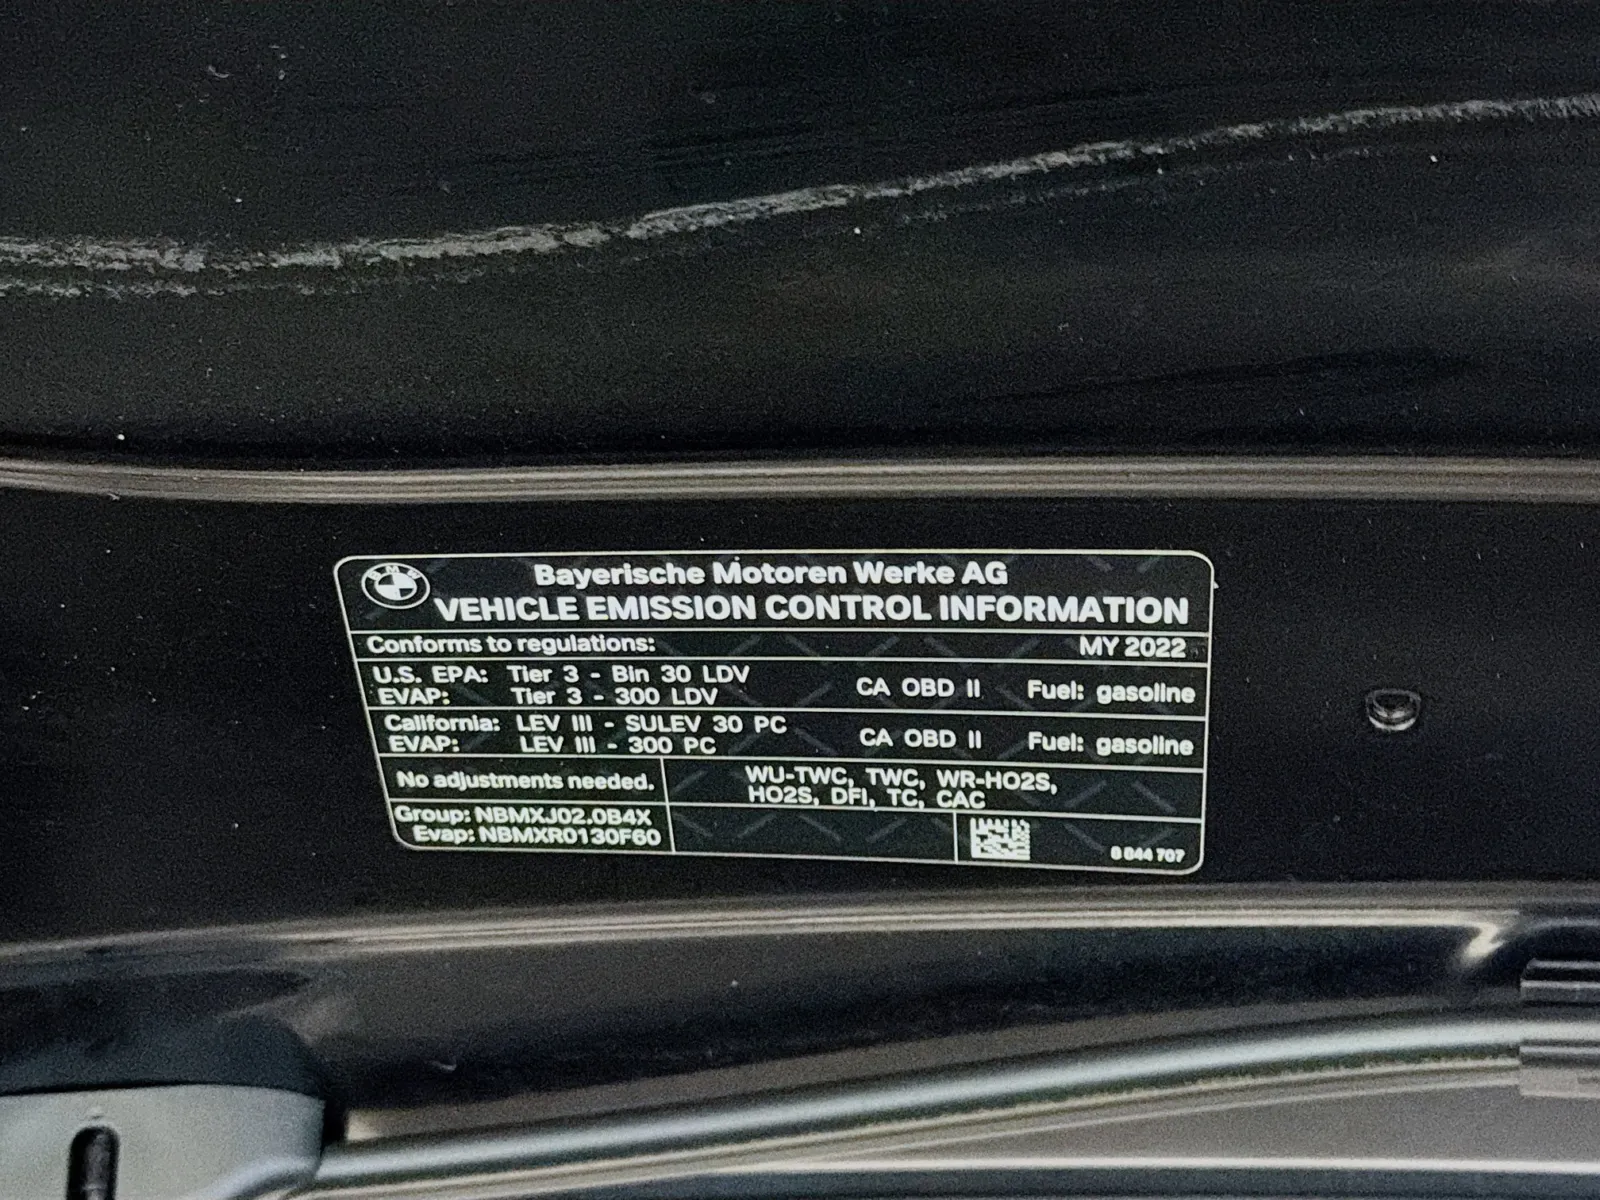 BMW
Bayerische Motoren Werke AG
VEHICLE EMISSION CONTROL INFORMATION
Conforms to regulations: MY 2022
U.S. EPA: Tier 3 - Bin 30 LDV
EVAP: Tier 3 - 300 LDV
CA OBD II Fuel: gasoline
California: LEV III - SULEV 30 PC
EVAP: LEV III - 300 PC
CA OBD II Fuel: gasoline
No adjustments needed.
WU-TWC, TWC, WR-HO2S,
HO2S, DFI, TC, CAC
Group: NBMXJ02.0B4X
Evap: NBMXR0130F60